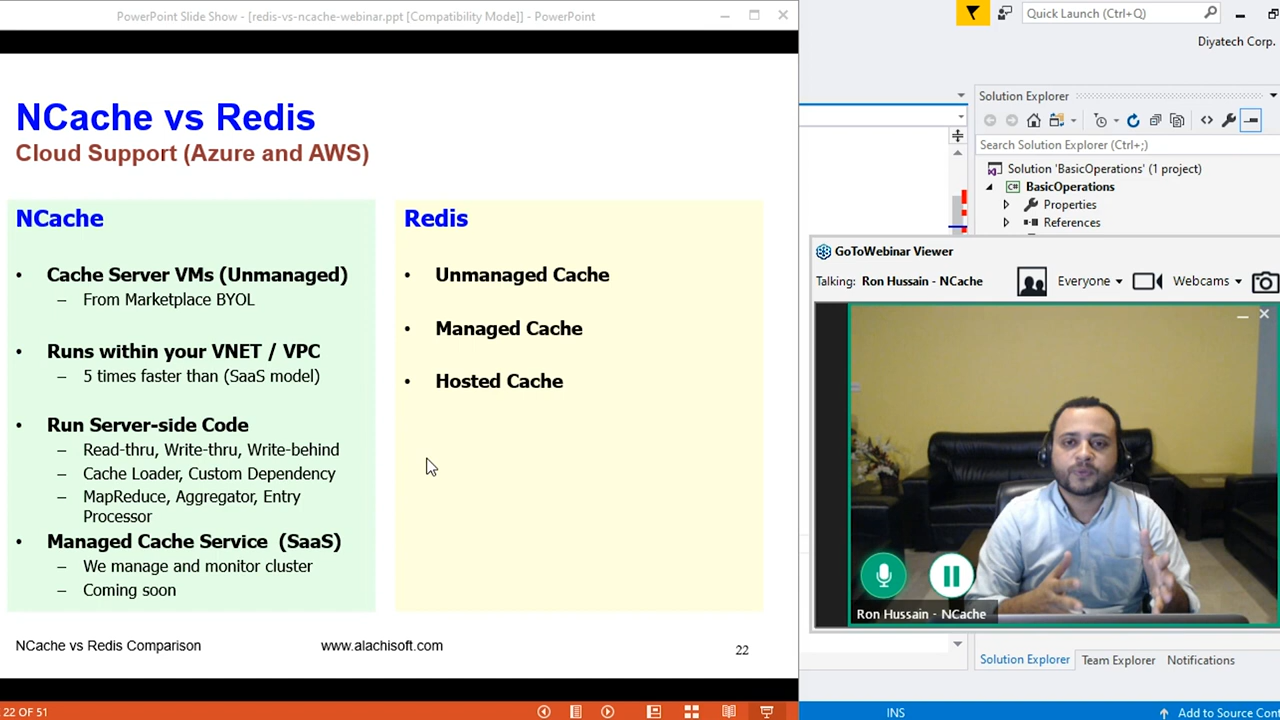 PowerPoint Slide Show - [redis-vs-ncache-webinar.ppt [Compatibility Mode]] - PowerPoint
Quick Launch (Ctrl+Q)
Diyatech Corp.
NCache vs Redis
Cloud Support (Azure and AWS)
NCache
• Cache Server VMs (Unmanaged)
– From Marketplace BYOL
• Runs within your VNET / VPC
– 5 times faster than (SaaS model)
• Run Server-side Code
– Read-thru, Write-thru, Write-behind
– Cache Loader, Custom Dependency
– MapReduce, Aggregator, Entry
Processor
• Managed Cache Service (SaaS)
– We manage and monitor cluster
– Coming soon
Redis
• Unmanaged Cache
• Managed Cache
• Hosted Cache
NCache vs Redis Comparison
www.alachisoft.com
22
22 OF 51
Solution Explorer
Search Solution Explorer (Ctrl+;)
Solution 'BasicOperations' (1 project)
C# BasicOperations
Properties
References
GoToWebinar Viewer
Talking: Ron Hussain - NCache
Everyone
Webcams
Ron Hussain - NCache
Solution Explorer
Team Explorer
Notifications
INS
Add to Source Cont